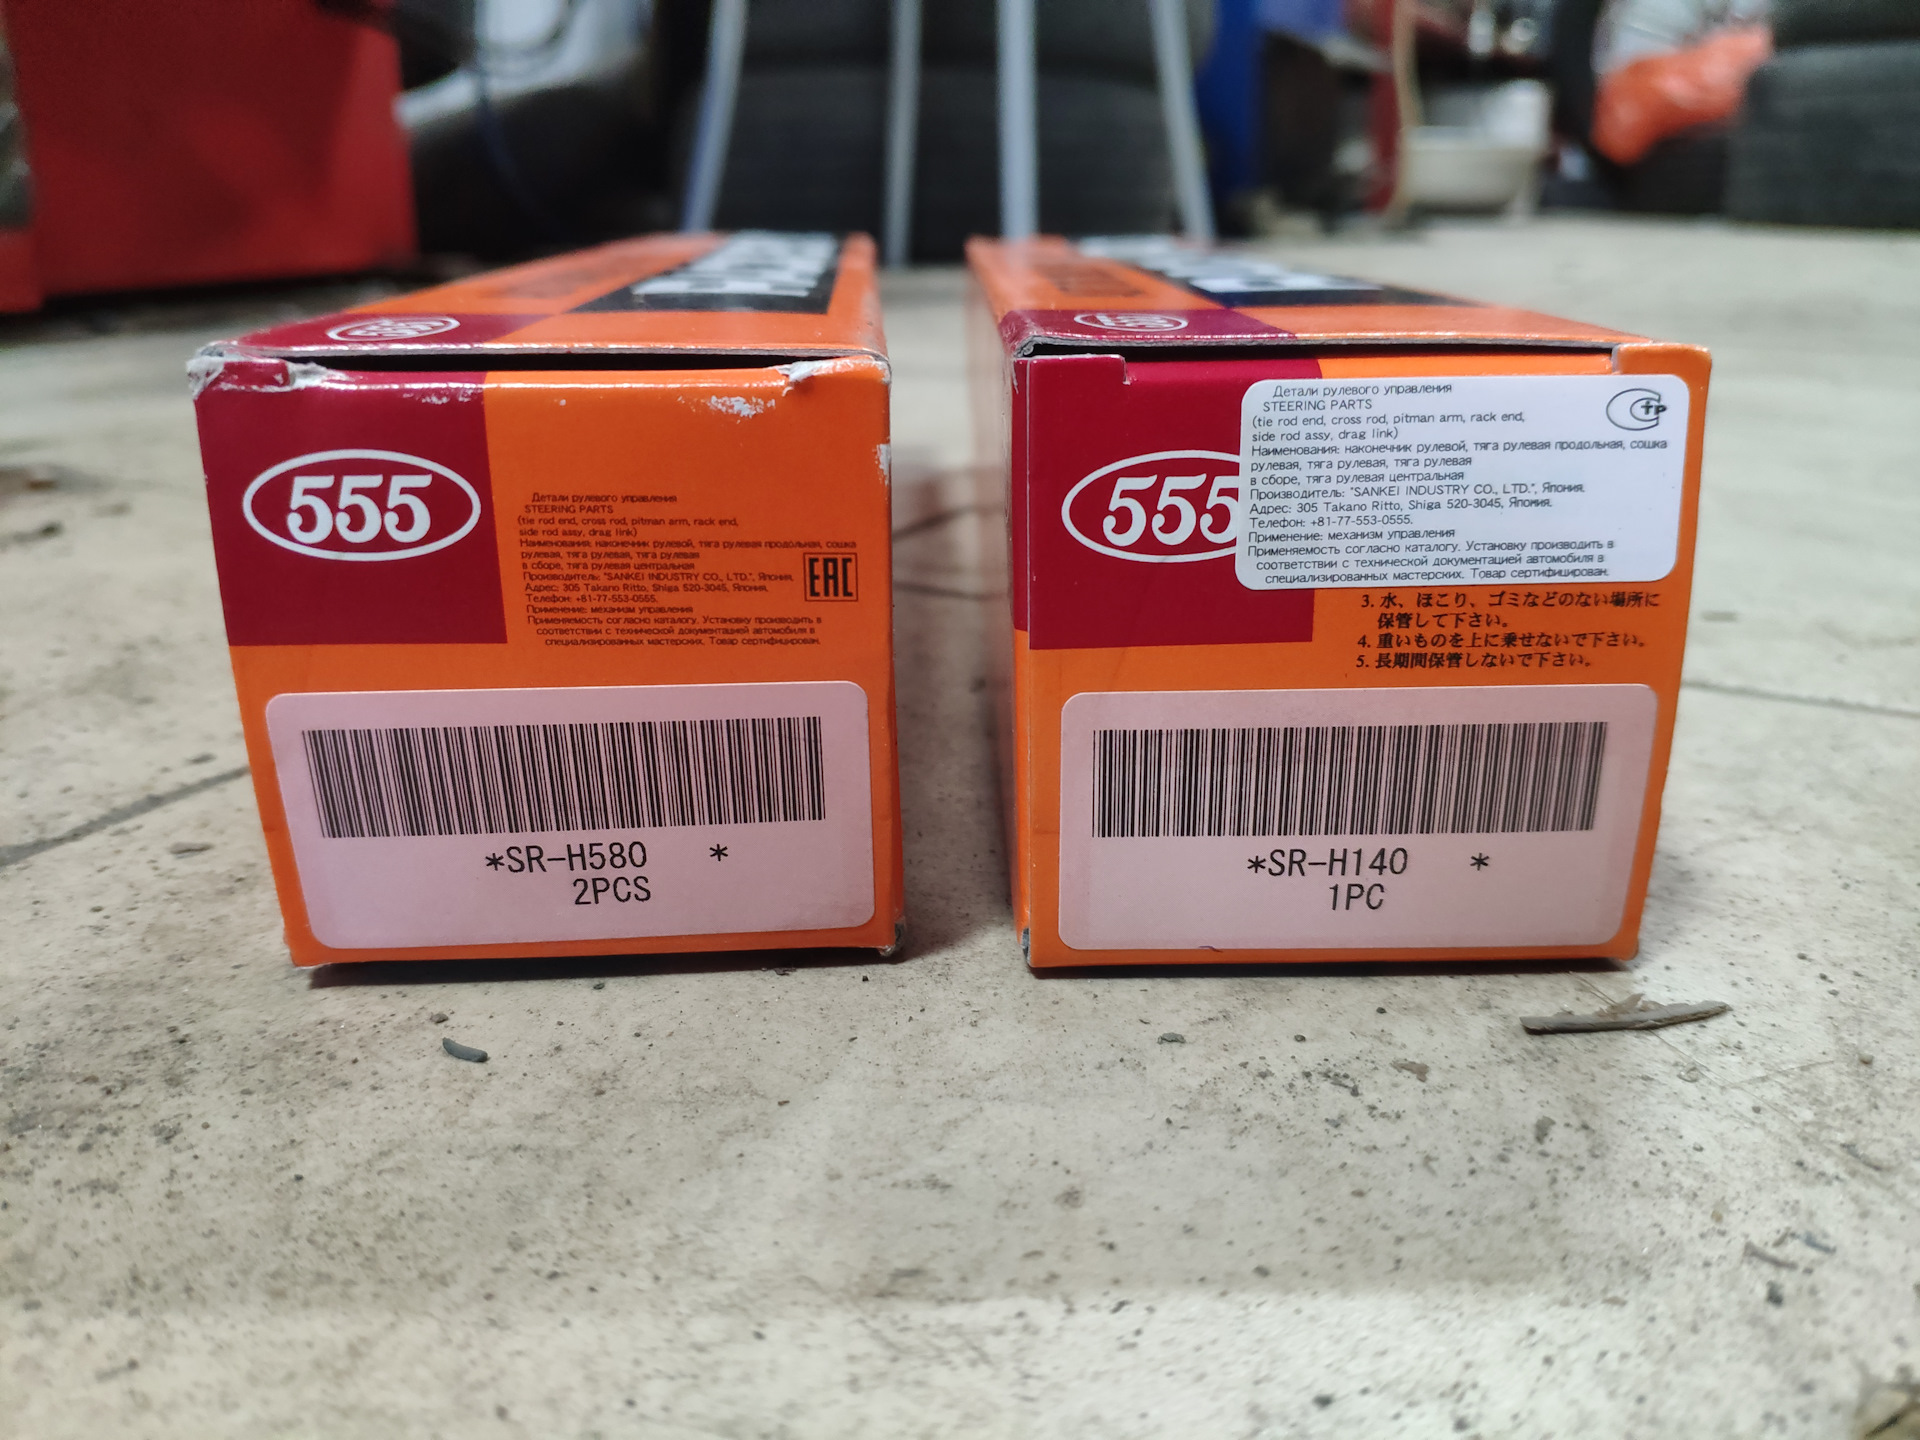 555
555
Детали рулевого управления
STEERING PARTS
(tie rod end, cross rod, pitman arm, rack end,
side rod assy, drag link)
Наименования: наконечник рулевой, тяга рулевая продольная, сошка
рулевая, тяга рулевая, тяга рулевая
в сборе, тяга рулевая центральная
Производитель: "SANKEI INDUSTRY CO., LTD.", Япония.
Адрес: 305 Takano Ritto, Shiga 520-3045, Япония.
Телефон: +81-77-553-0555.
Применение: механизм управления
Применяемость согласно каталогу. Установку производить в
соответствии с технической документацией автомобиля в
специализированных мастерских. Товар сертифицирован.
EAC
*SR-H580 *
2PCS
555
555
Детали рулевого управления
STEERING PARTS
(tie rod end, cross rod, pitman arm, rack end,
side rod assy, drag link)
Наименования: наконечник рулевой, тяга рулевая продольная, сошка
рулевая, тяга рулевая, тяга рулевая
в сборе, тяга рулевая центральная
Производитель: "SANKEI INDUSTRY CO., LTD.", Япония.
Адрес: 305 Takano Ritto, Shiga 520-3045, Япония.
Телефон: +81-77-553-0555.
Применение: механизм управления
Применяемость согласно каталогу. Установку производить в
соответствии с технической документацией автомобиля в
специализированных мастерских. Товар сертифицирован.
3. 水、ほこり、ゴミなどのない場所に
保管して下さい。
4. 重いものを上に乗せないで下さい。
5. 長期間保管しないで下さい。
*SR-H140 *
1PC